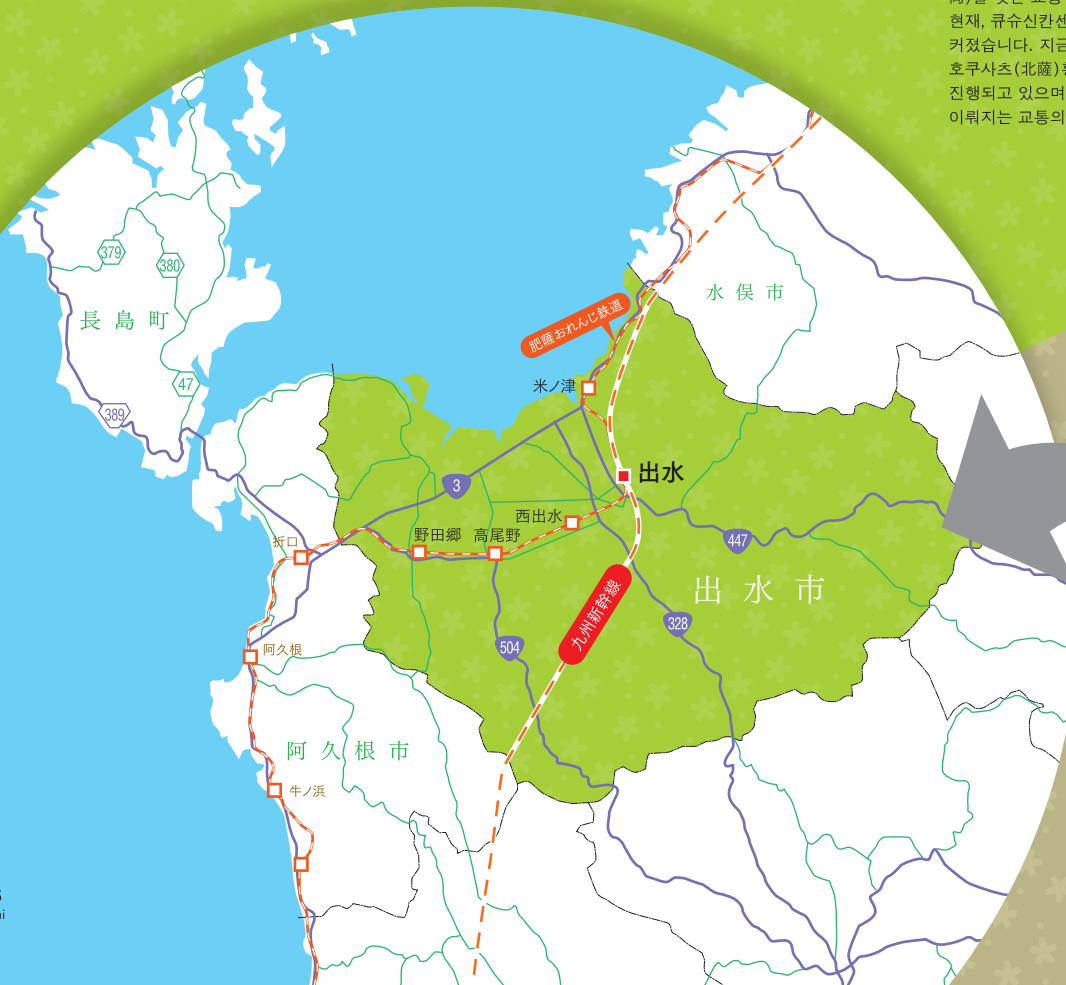 현재, 큐슈신칸센
커졌습니다. 지금
호쿠사츠(北薩)
진행되고 있으며
이뤄지는 교통의
379
380
長島町
水俣市
肥薩おれんじ鉄道
47
389
米ノ津
出水
3
西出水
野田郷
高尾野
折口
447
出水市
九州新幹線
328
504
阿久根
阿久根市
牛ノ浜